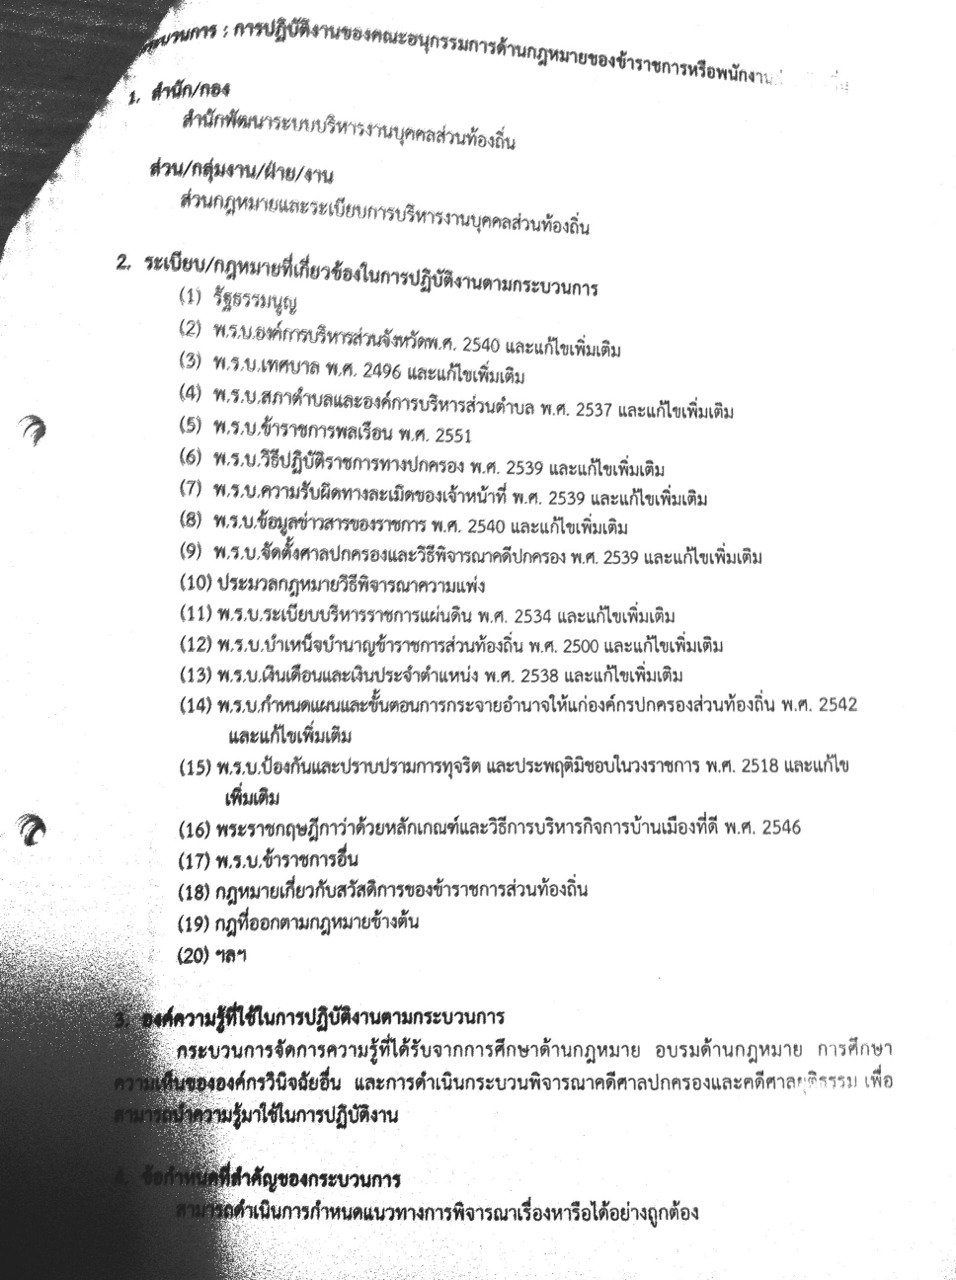 กระบวนการ : การปฏิบัติงานของคณะอนุกรรมการด้านกฎหมายของข้าราชการหรือพนักงาน
1. สำนัก/กอง
สำนักพัฒนาระบบบริหารงานบุคคลส่วนท้องถิ่น
ส่วน/กลุ่มงาน/ฝ่าย/งาน
ส่วนกฎหมายและระเบียบการบริหารงานบุคคลส่วนท้องถิ่น
2. ระเบียบ/กฎหมายที่เกี่ยวข้องในการปฏิบัติงานตามกระบวนการ
(1) รัฐธรรมนูญ
(2) พ.ร.บ.องค์การบริหารส่วนจังหวัดพ.ศ. 2540 และแก้ไขเพิ่มเติม
(3) พ.ร.บ.เทศบาล พ.ศ. 2496 และแก้ไขเพิ่มเติม
(4) พ.ร.บ.สภาตำบลและองค์การบริหารส่วนตำบล พ.ศ. 2537 และแก้ไขเพิ่มเติม
(5) พ.ร.บ.ข้าราชการพลเรือน พ.ศ. 2551
(6) พ.ร.บ.วิธีปฏิบัติราชการทางปกครอง พ.ศ. 2539 และแก้ไขเพิ่มเติม
(7) พ.ร.บ.ความรับผิดทางละเมิดของเจ้าหน้าที่ พ.ศ. 2539 และแก้ไขเพิ่มเติม
(8) พ.ร.บ.ข้อมูลข่าวสารของราชการ พ.ศ. 2540 และแก้ไขเพิ่มเติม
(9) พ.ร.บ.จัดตั้งศาลปกครองและวิธีพิจารณาคดีปกครอง พ.ศ. 2539 และแก้ไขเพิ่มเติม
(10) ประมวลกฎหมายวิธีพิจารณาความแพ่ง
(11) พ.ร.บ.ระเบียบบริหารราชการแผ่นดิน พ.ศ. 2534 และแก้ไขเพิ่มเติม
(12) พ.ร.บ.บำเหน็จบำนาญข้าราชการส่วนท้องถิ่น พ.ศ. 2500 และแก้ไขเพิ่มเติม
(13) พ.ร.บ.เงินเดือนและเงินประจำตำแหน่ง พ.ศ. 2538 และแก้ไขเพิ่มเติม
(14) พ.ร.บ.กำหนดแผนและขั้นตอนการกระจายอำนาจให้แก่องค์กรปกครองส่วนท้องถิ่น พ.ศ. 2542
และแก้ไขเพิ่มเติม
(15) พ.ร.บ.ป้องกันและปราบปรามการทุจริต และประพฤติมิชอบในวงราชการ พ.ศ. 2518 และแก้ไข
เพิ่มเติม
(16) พระราชกฤษฎีกาว่าด้วยหลักเกณฑ์และวิธีการบริหารกิจการบ้านเมืองที่ดี พ.ศ. 2546
(17) พ.ร.บ.ข้าราชการอื่น
(18) กฎหมายเกี่ยวกับสวัสดิการของข้าราชการส่วนท้องถิ่น
(19) กฎที่ออกตามกฎหมายข้างต้น
(20) ฯลฯ
3. องค์ความรู้ที่ใช้ในการปฏิบัติงานตามกระบวนการ
กระบวนการจัดการความรู้ที่ได้รับจากการศึกษาด้านกฎหมาย อบรมด้านกฎหมาย การศึกษา
ความเห็นขององค์กรวินิจฉัยอื่น และการดำเนินกระบวนพิจารณาคดีศาลปกครองและคดีศาลยุติธรรม เพื่อ
สามารถนำความรู้มาใช้ในการปฏิบัติงาน
4. ข้อกำหนดที่สำคัญของกระบวนการ
สามารถดำเนินการกำหนดแนวทางการพิจารณาเรื่องหารือได้อย่างถูกต้อง